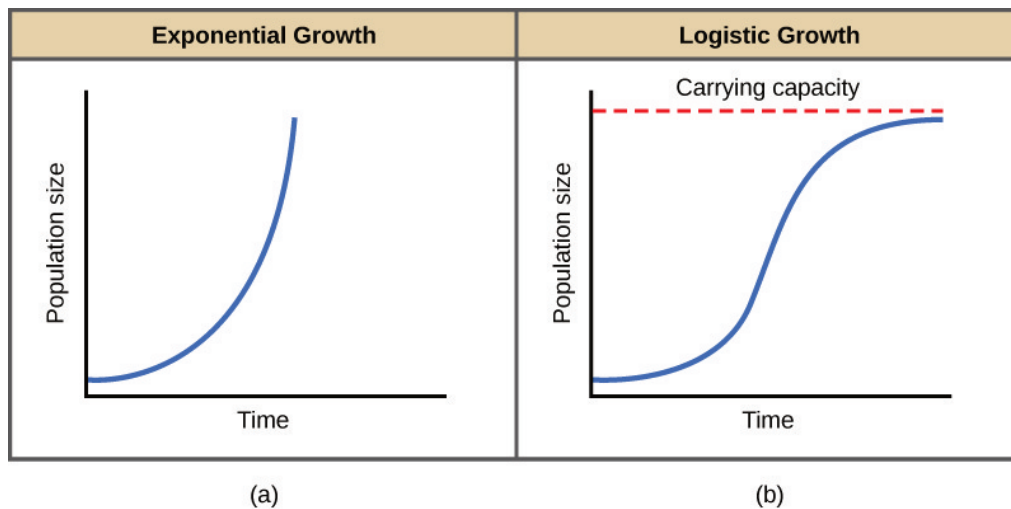 Exponential Growth
Population size
Time
(a)
Logistic Growth
Carrying capacity
Population size
Time
(b)